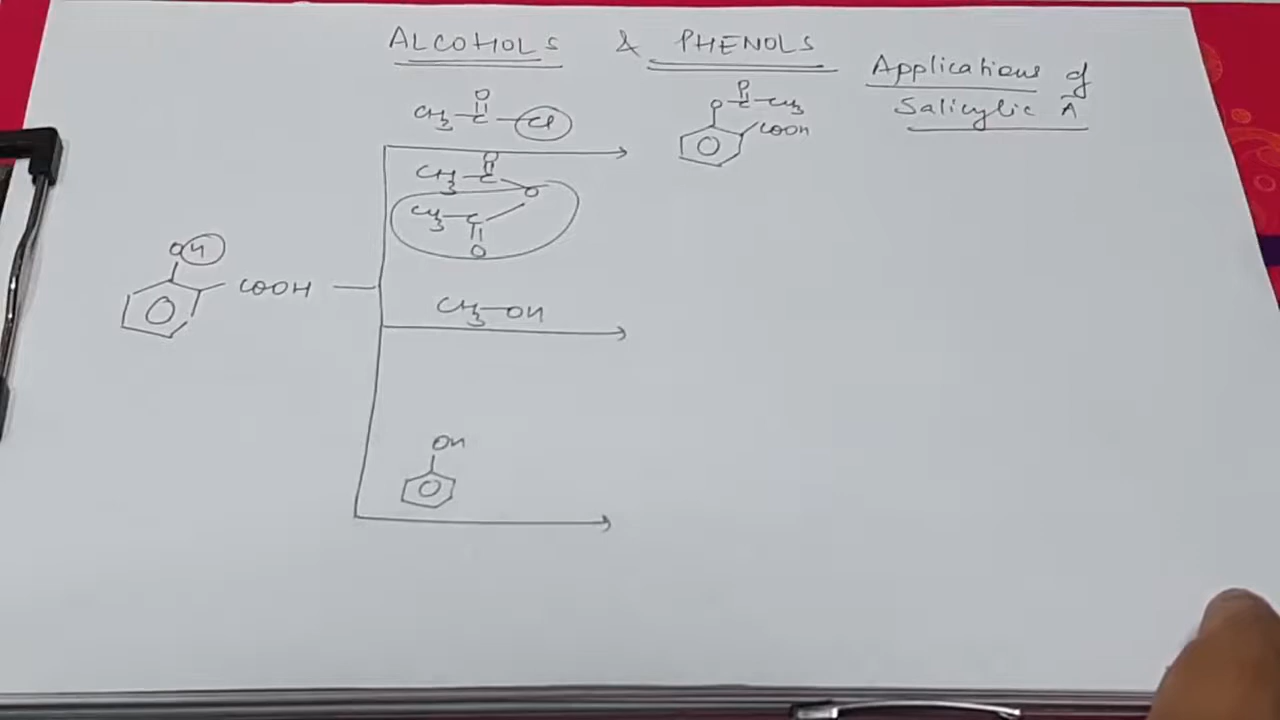 ALCOHOLS & PHENOLS
Applications of
Salicylic A
O
CH3-C-Cl
O
O-C-CH3
COOH
O
CH3-C
O
CH3-C
O
OH
COOH
CH3-OH
OH